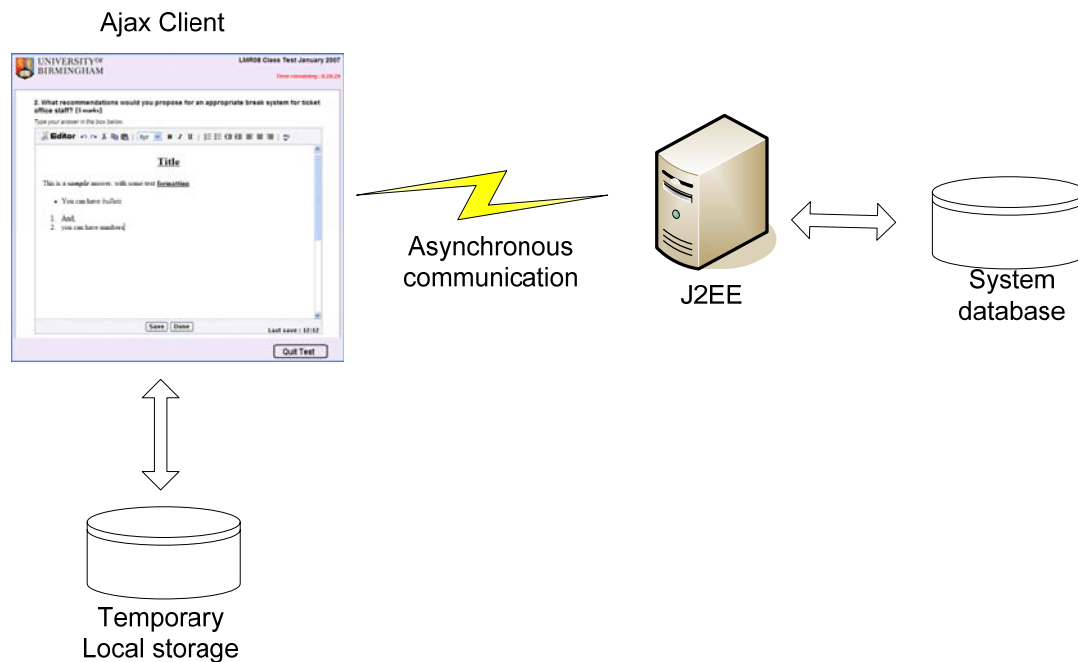 Ajax Client
UNIVERSITY OF
BIRMINGHAM
LMR08 Class Test January 2007
Time remaining: 0:28:29
2. What recommendations would you propose for an appropriate break system for ticket
office staff? [5 marks]
Type your answer in the box below.
Editor
Title
This is a sample answer, with some text formatting.
You can have bullets
1. And,
2. you can have numbers
Save Done
Last save : 12:12
Quit Test
Asynchronous
communication
J2EE
System
database
Temporary
Local storage